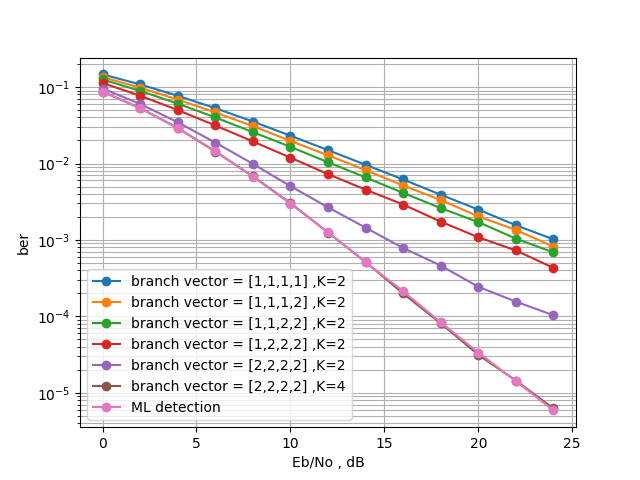 10⁻¹
10⁻²
10⁻³
10⁻⁴
10⁻⁵
ber
branch vector = [1,1,1,1] ,K=2
branch vector = [1,1,1,2] ,K=2
branch vector = [1,1,2,2] ,K=2
branch vector = [1,2,2,2] ,K=2
branch vector = [2,2,2,2] ,K=2
branch vector = [2,2,2,2] ,K=4
ML detection
0 5 10 15 20 25
Eb/No , dB